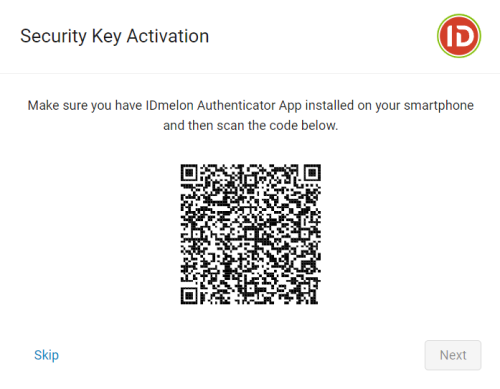 Security Key Activation
ID
Make sure you have IDmelon Authenticator App installed on your smartphone
and then scan the code below.
Skip
Next